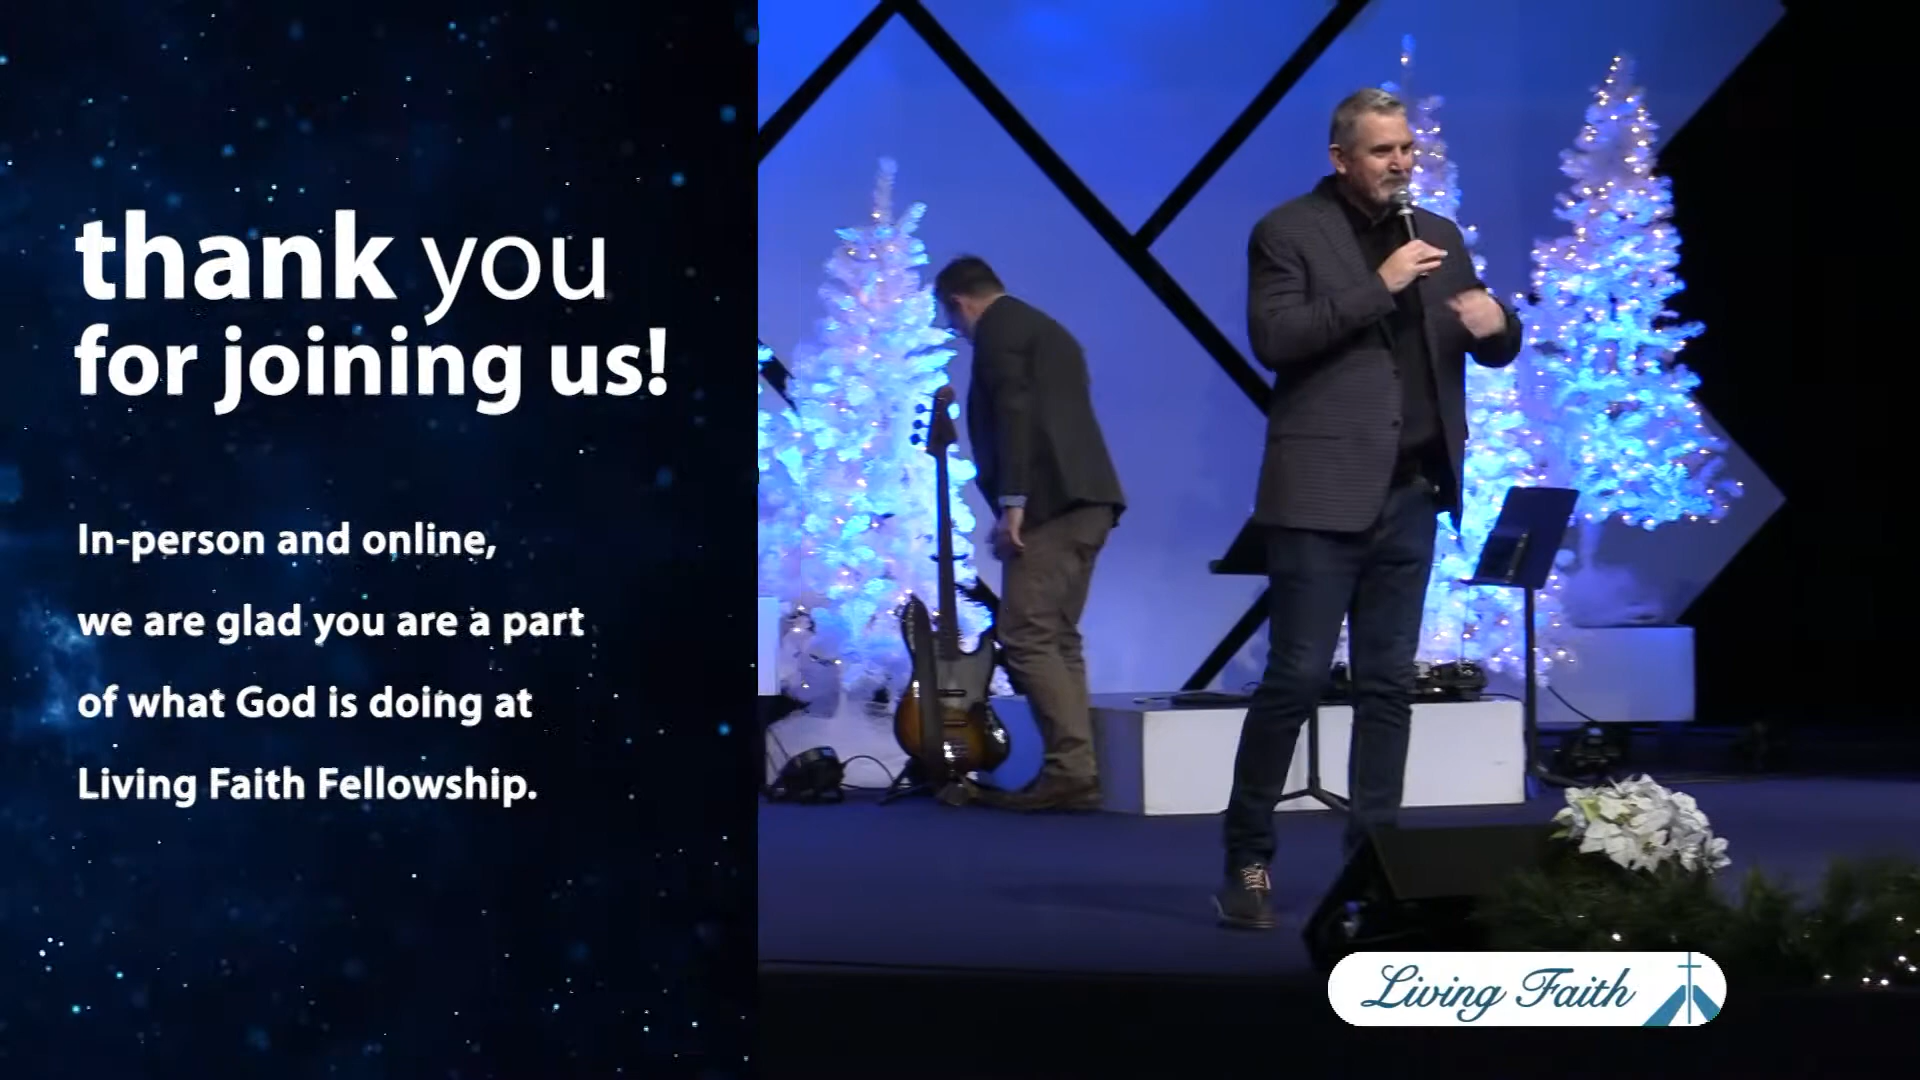 thank you
for joining us!
In-person and online,
we are glad you are a part
of what God is doing at
Living Faith Fellowship.
Living Faith